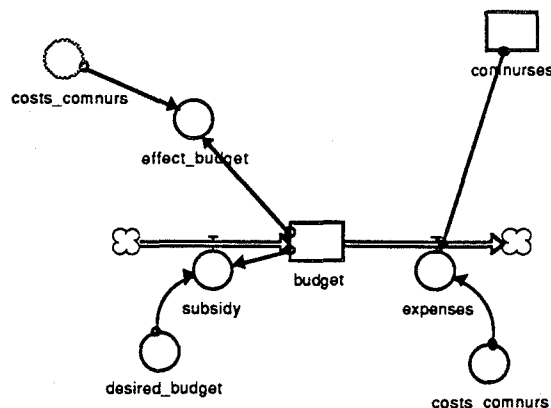 comnurses
costs_comnurs
effect_budget
budget
subsidy
expenses
desired_budget
costs_comnurs